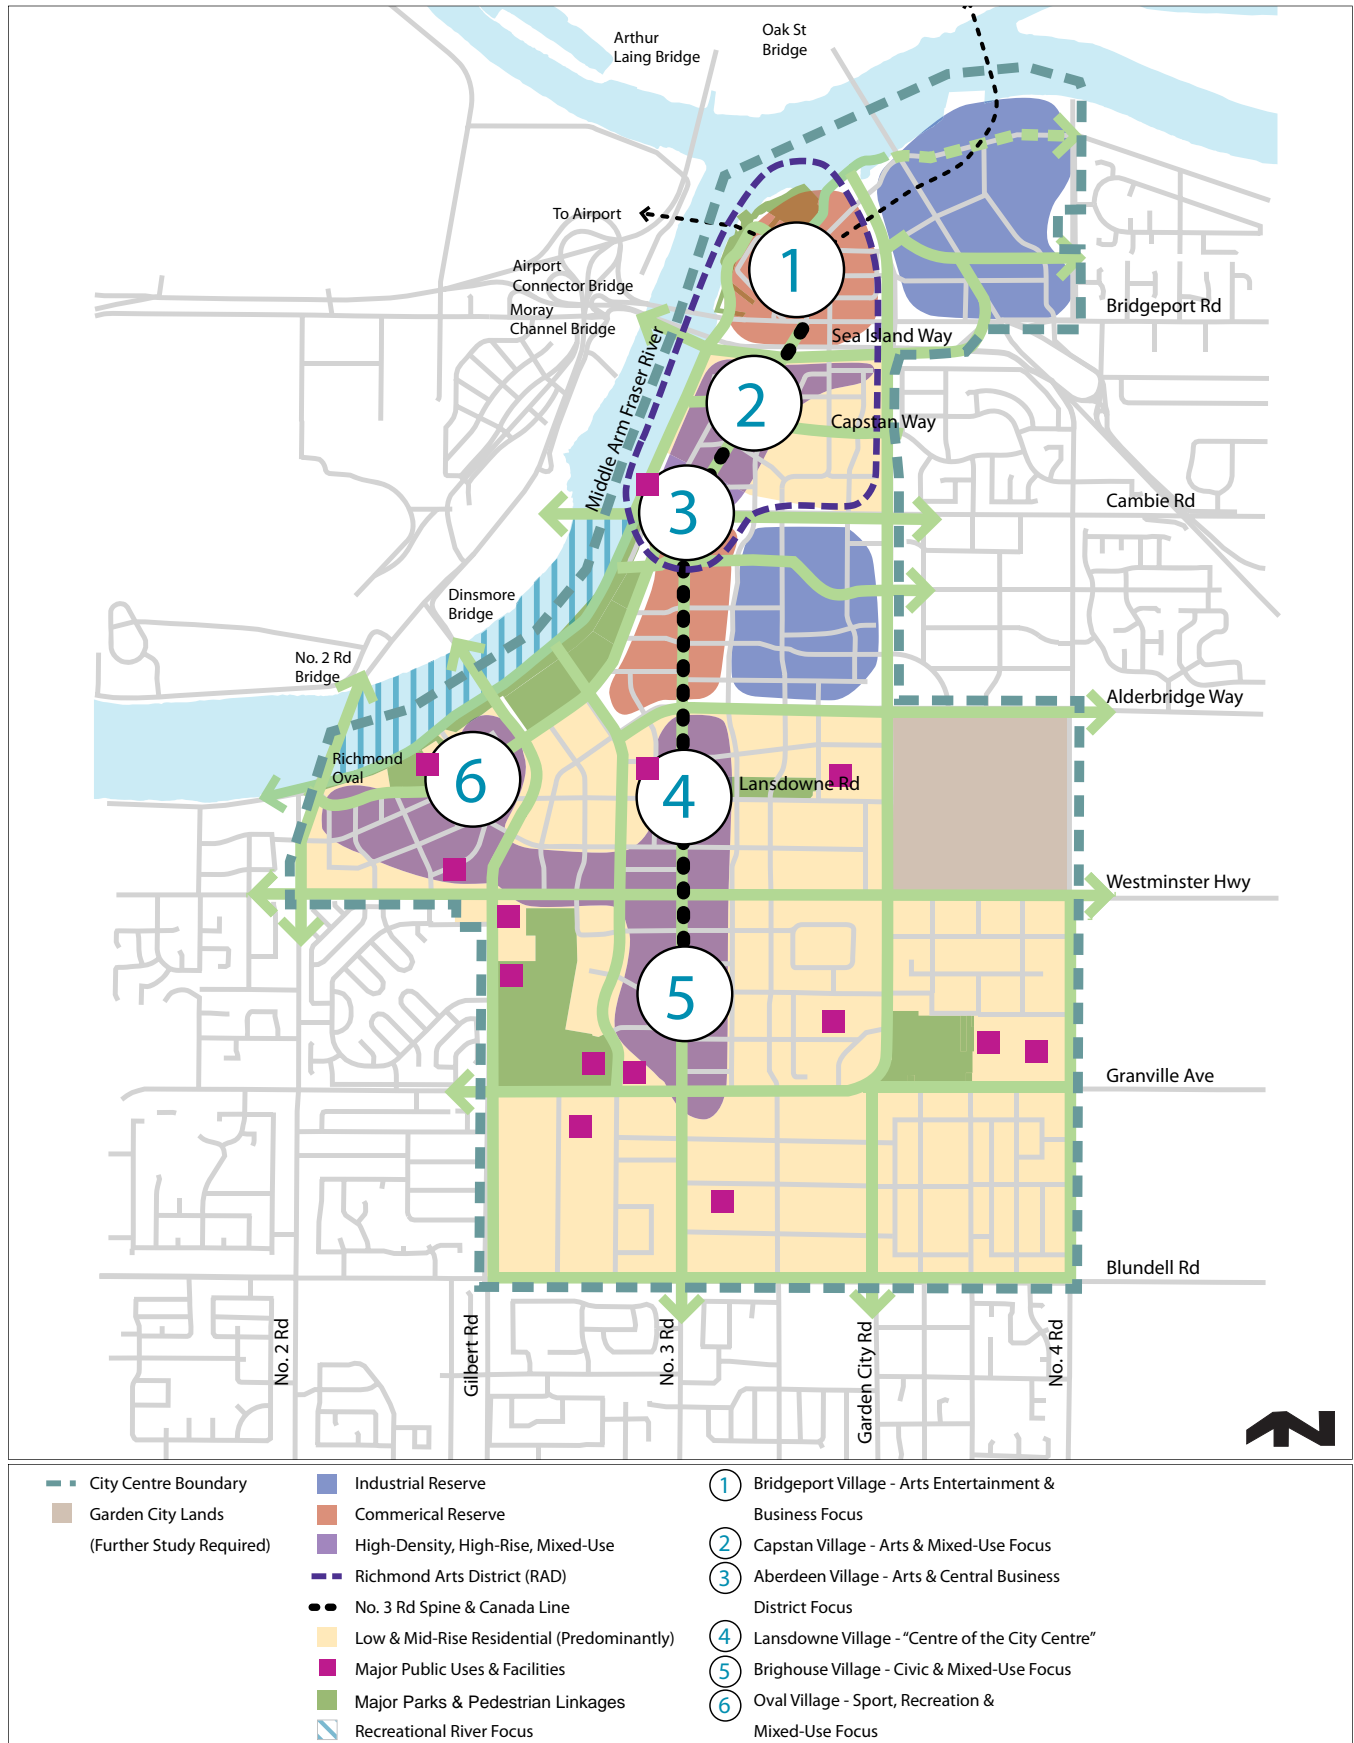 Arthur
Laing Bridge
Oak St
Bridge
To Airport
Airport
Connector Bridge
Moray
Channel Bridge
Middle Arm Fraser River
1
Bridgeport Rd
Sea Island Way
2
Capstan Way
3
Cambie Rd
Dinsmore
Bridge
No. 2 Rd
Bridge
Alderbridge Way
Richmond
Oval
6
4
Lansdowne Rd
Westminster Hwy
5
Granville Ave
Blundell Rd
No. 2 Rd
Gilbert Rd
No. 3 Rd
Garden City Rd
No. 4 Rd
N
City Centre Boundary
Garden City Lands
(Further Study Required)
Industrial Reserve
Commerical Reserve
High-Density, High-Rise, Mixed-Use
Richmond Arts District (RAD)
No. 3 Rd Spine & Canada Line
Low & Mid-Rise Residential (Predominantly)
Major Public Uses & Facilities
Major Parks & Pedestrian Linkages
Recreational River Focus
1 Bridgeport Village - Arts Entertainment &
Business Focus
2 Capstan Village - Arts & Mixed-Use Focus
3 Aberdeen Village - Arts & Central Business
District Focus
4 Lansdowne Village - “Centre of the City Centre”
5 Brighouse Village - Civic & Mixed-Use Focus
6 Oval Village - Sport, Recreation &
Mixed-Use Focus